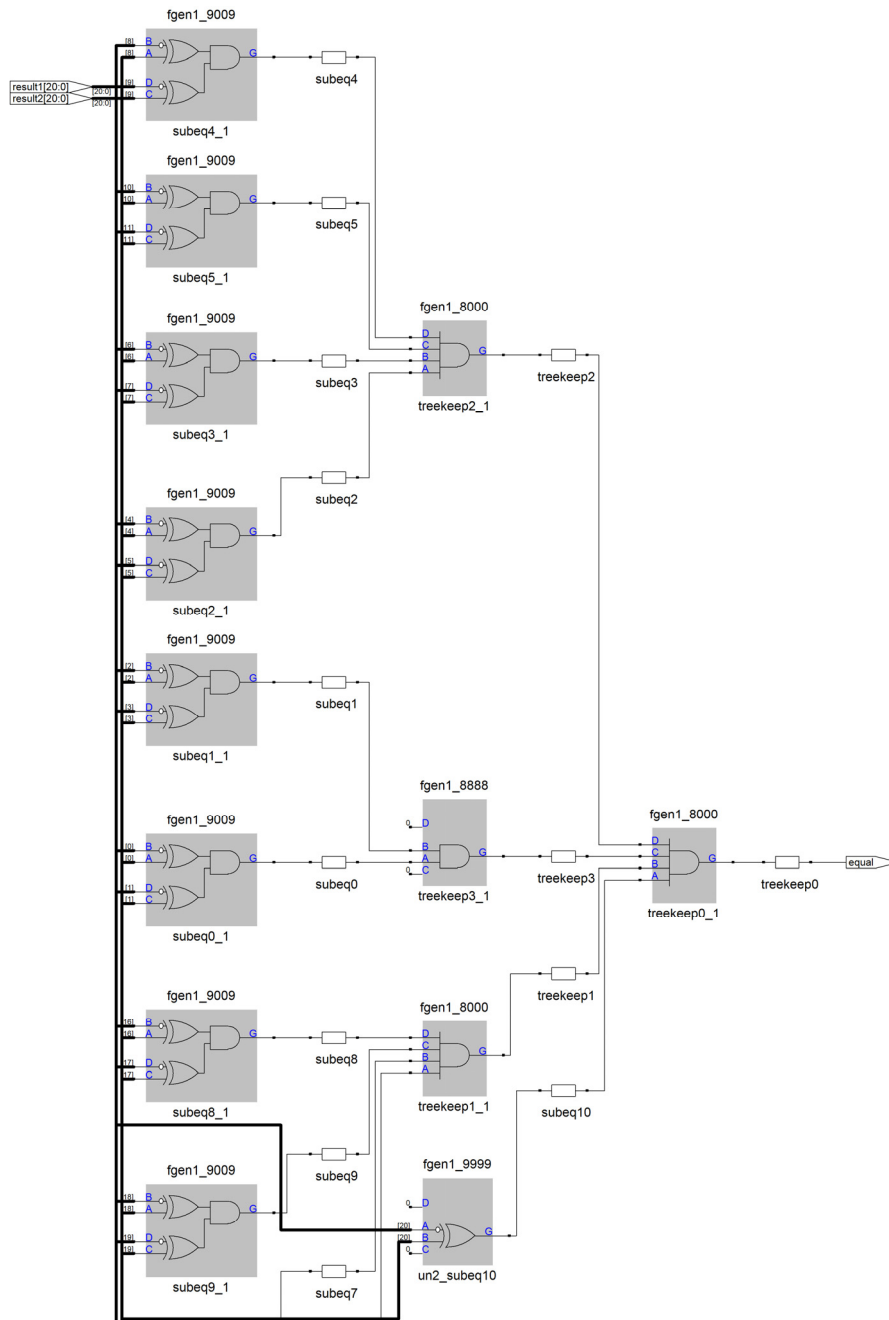 fgen1_9009
[8] B
[8] A
G
subeq4
result1[20:0]
[20:0]
[9] D
result2[20:0]
[20:0]
[9] C
subeq4_1
fgen1_9009
[10] B
[10] A
G
subeq5
[11] D
[11] C
subeq5_1
fgen1_9009
[6] B
[6] A
G
subeq3
[7] D
[7] C
subeq3_1
fgen1_8000
D
C
B
A
G
treekeep2
treekeep2_1
subeq2
fgen1_9009
[4] B
[4] A
G
[5] D
[5] C
subeq2_1
fgen1_9009
[2] B
[2] A
G
subeq1
[3] D
[3] C
subeq1_1
fgen1_8888
0 D
B
A
0 C
G
treekeep3
treekeep3_1
fgen1_9009
[0] B
[0] A
G
subeq0
[1] D
[1] C
subeq0_1
fgen1_8000
D
C
B
A
G
treekeep0
equal
treekeep0_1
treekeep1
fgen1_9009
[16] B
[16] A
G
subeq8
[17] D
[17] C
subeq8_1
fgen1_8000
D
C
B
A
G
treekeep1_1
subeq10
subeq9
fgen1_9009
[18] B
[18] A
G
[19] D
[19] C
subeq9_1
fgen1_9999
0 D
[20] A
[20] B
0 C
G
un2_subeq10
subeq7